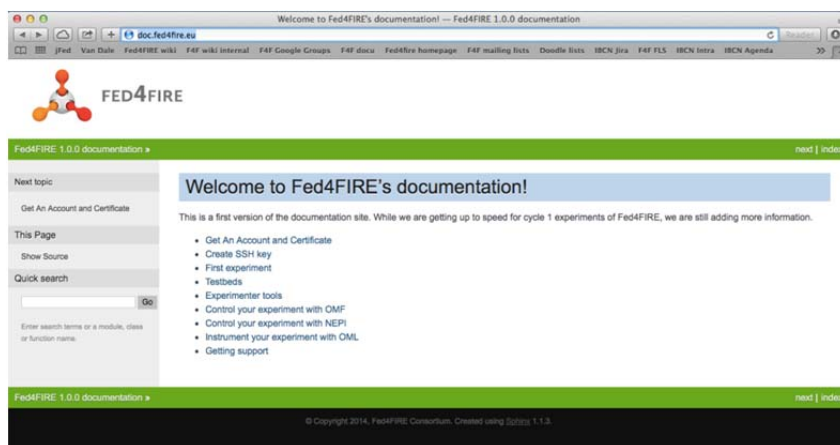 Welcome to Fed4FIRE's documentation! — Fed4FIRE 1.0.0 documentation
doc.fed4fire.eu
Reader
jFed Van Dale Fed4FIRE wiki F4F wiki internal F4F Google Groups F4F docu Fed4fire homepage F4F mailing lists Doodle lists IBCN Jira F4F FLS IBCN Intra IBCN Agenda
FED4FIRE
Fed4FIRE 1.0.0 documentation » next | index
Next topic
Get An Account and Certificate
This Page
Show Source
Quick search
Go
Enter search terms or a module, class
or function name.
Welcome to Fed4FIRE's documentation!
This is a first version of the documentation site. While we are getting up to speed for cycle 1 experiments of Fed4FIRE, we are still adding more information.
Get An Account and Certificate
Create SSH key
First experiment
Testbeds
Experimenter tools
Control your experiment with OMF
Control your experiment with NEPI
Instrument your experiment with OML
Getting support
Fed4FIRE 1.0.0 documentation » next | index
© Copyright 2014, Fed4FIRE Consortium. Created using Sphinx 1.1.3.